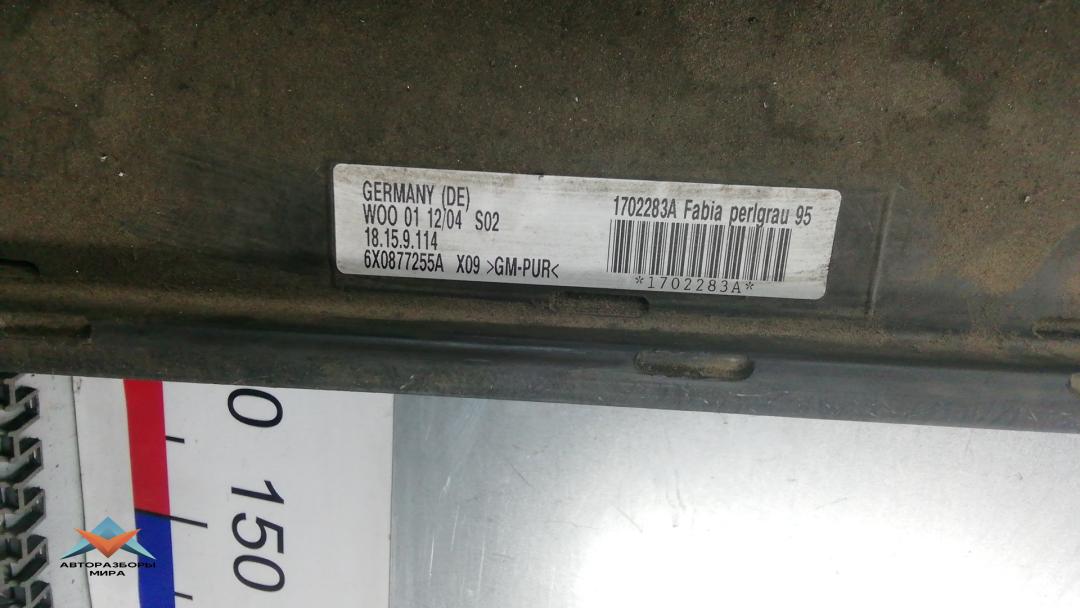 GERMANY (DE)
WOO 01 12/04 S02
18.15.9.114
6X0877255A X09 >GM-PUR<
1702283A Fabia perlgrau 95
*1702283A*
0 150
АВТОРАЗБОРЫ
МИРА